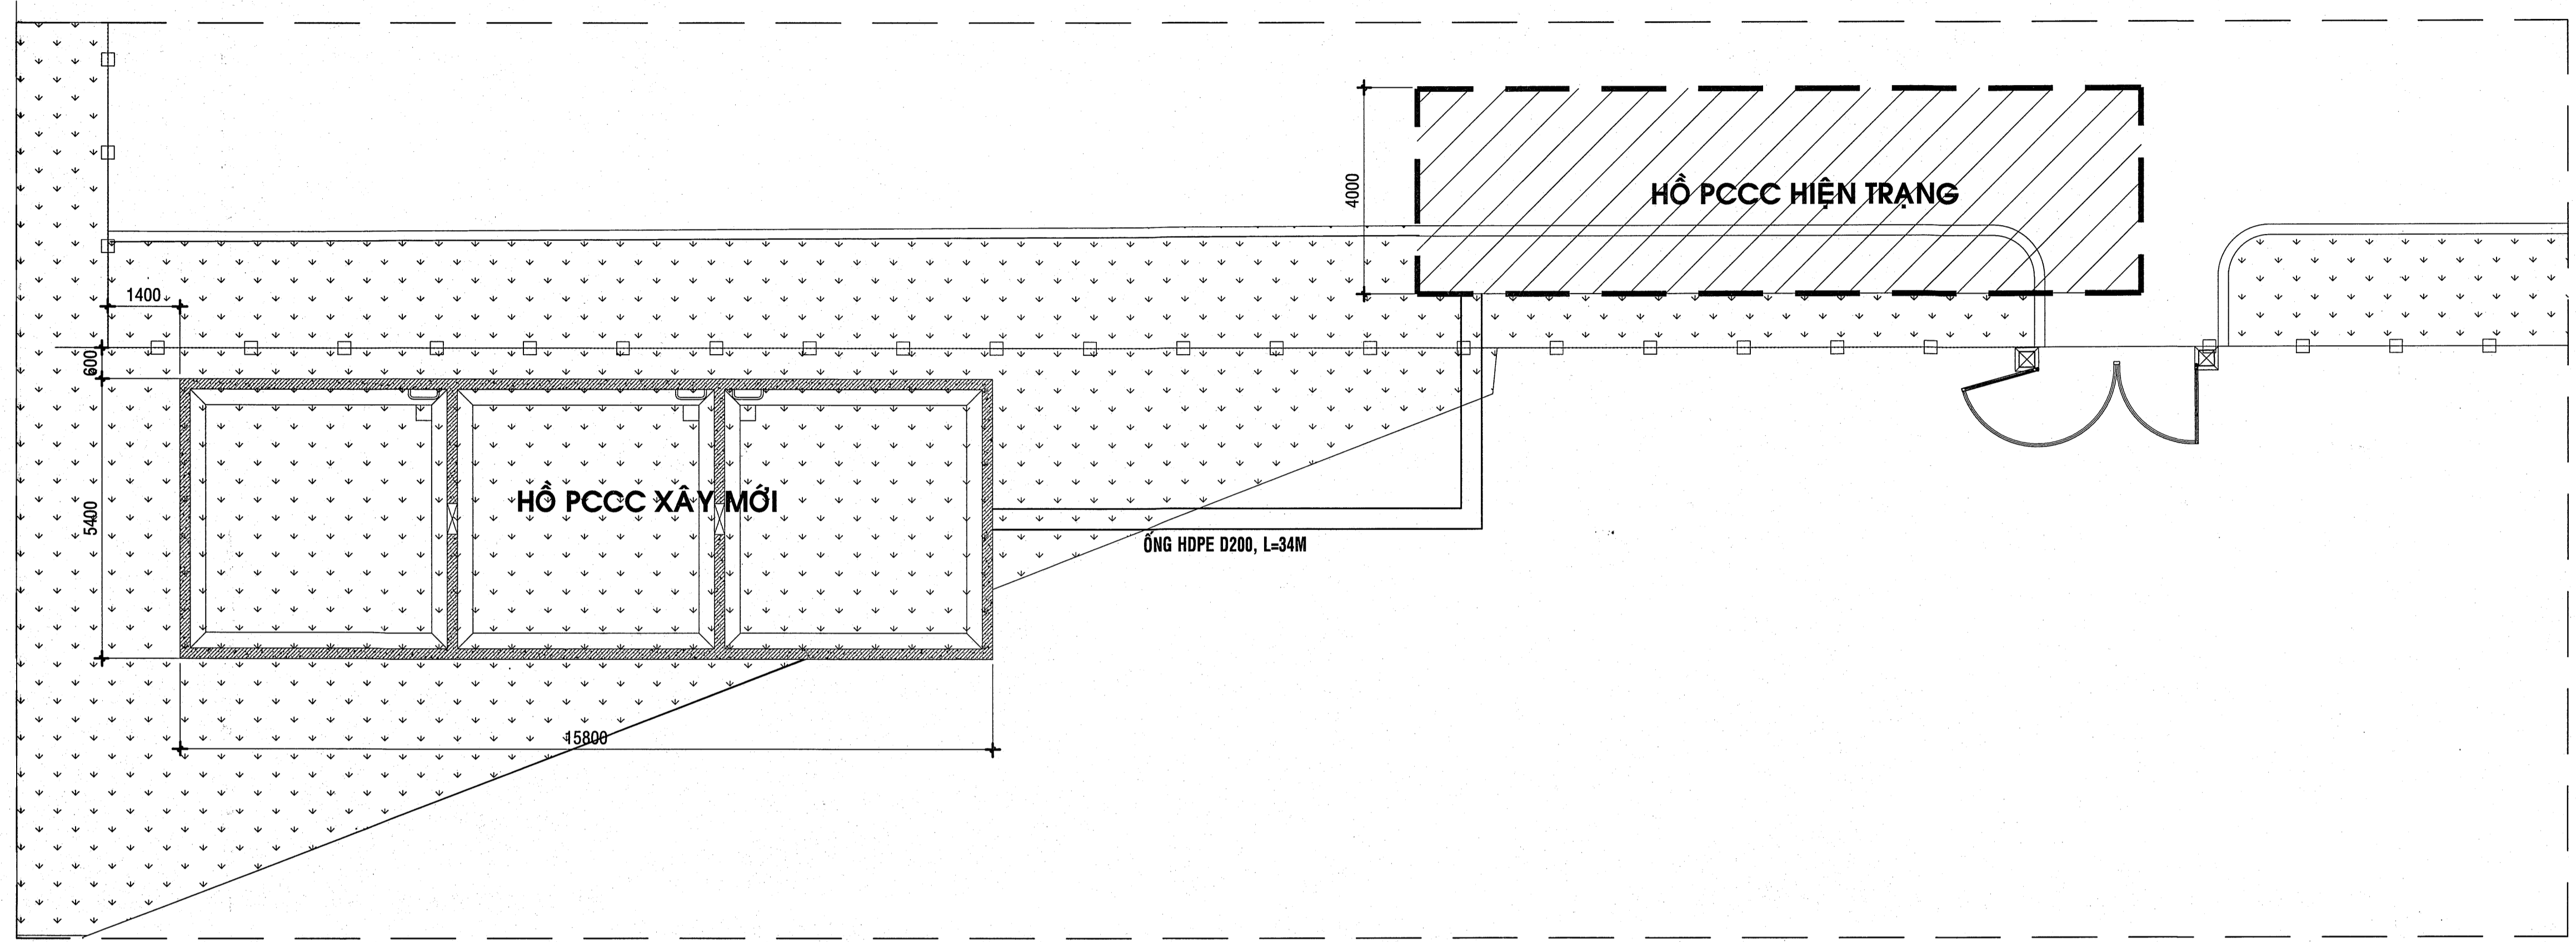 4000
HỒ PCCC HIỆN TRẠNG
1400
600
HỒ PCCC XÂY MỚI
5400
ỐNG HDPE D200, L=34M
15800